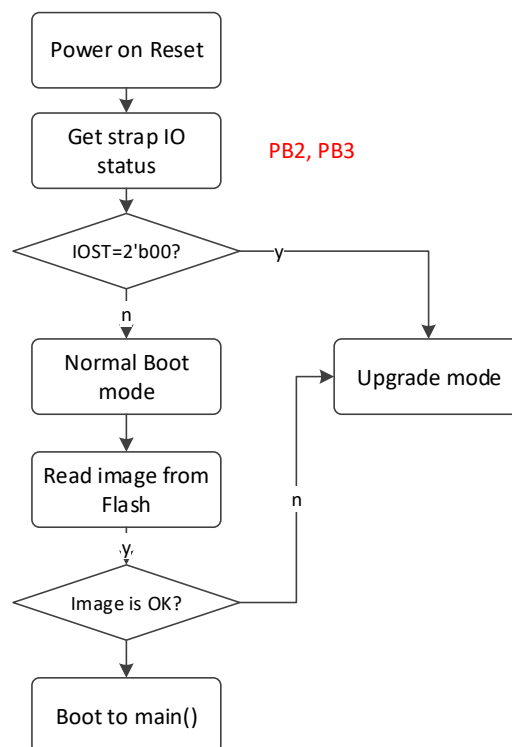 Power on Reset
Get strap IO
status
PB2, PB3
IOST=2'b00?
y
n
Normal Boot
mode
Upgrade mode
Read image from
Flash
n
y
Image is OK?
Boot to main()